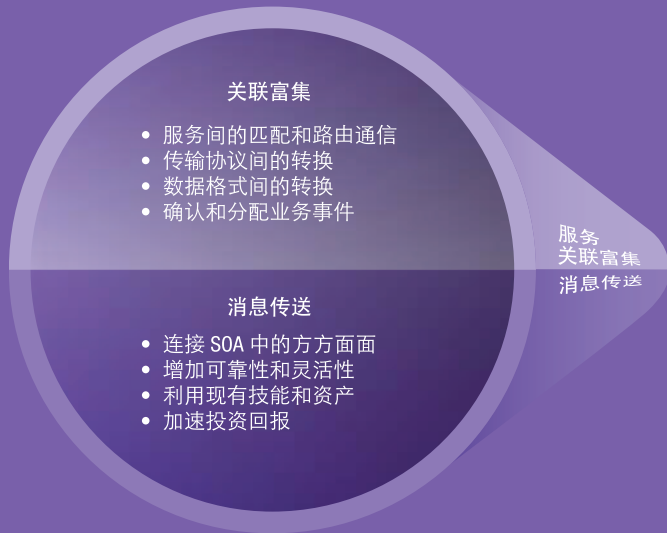 关联富集
• 服务间的匹配和路由通信
• 传输协议间的转换
• 数据格式间的转换
• 确认和分配业务事件
服务
关联富集
消息传送
消息传送
• 连接 SOA 中的方方面面
• 增加可靠性和灵活性
• 利用现有技能和资产
• 加速投资回报